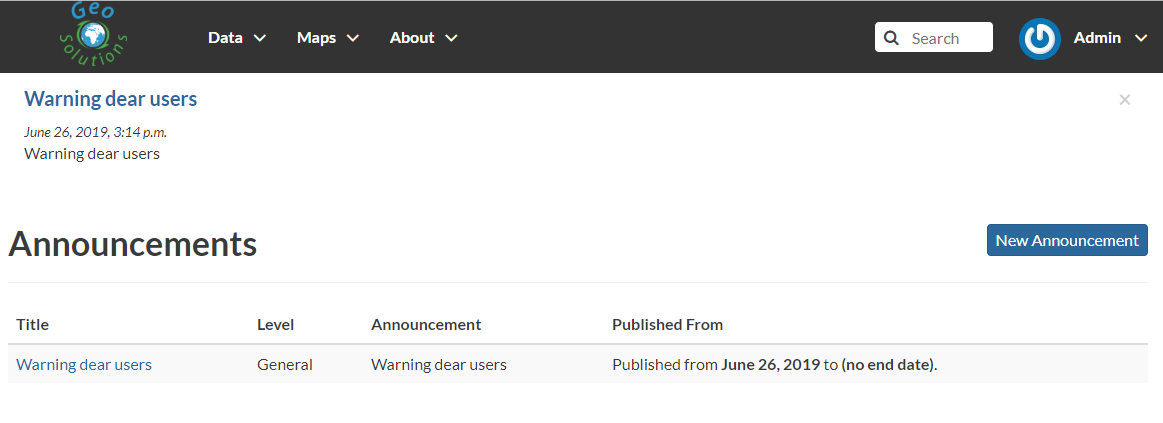 Geo
Solutions
Data
Maps
About
Search
Admin
Warning dear users
×
June 26, 2019, 3:14 p.m.
Warning dear users
Announcements
New Announcement
Title Level Announcement Published From
Warning dear users General Warning dear users Published from June 26, 2019 to (no end date).